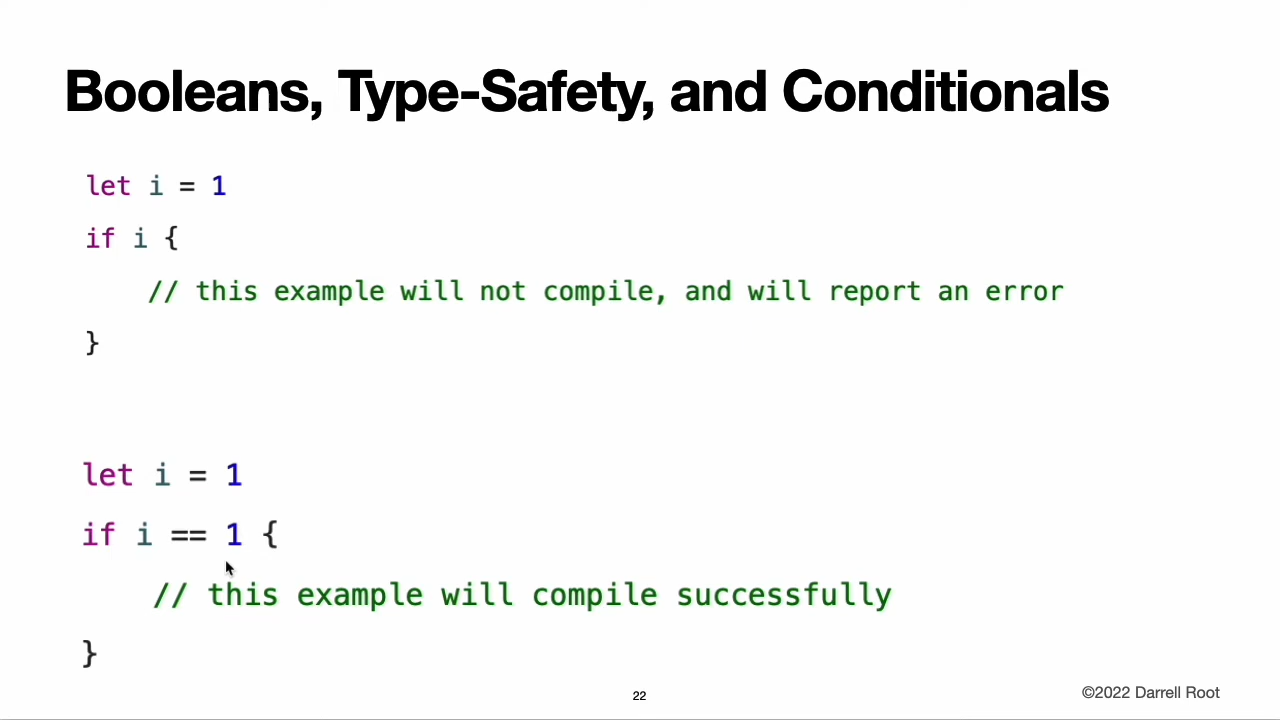 Booleans, Type-Safety, and Conditionals
let i = 1
if i {
// this example will not compile, and will report an error
}
let i = 1
if i == 1 {
// this example will compile successfully
}
22
©2022 Darrell Root